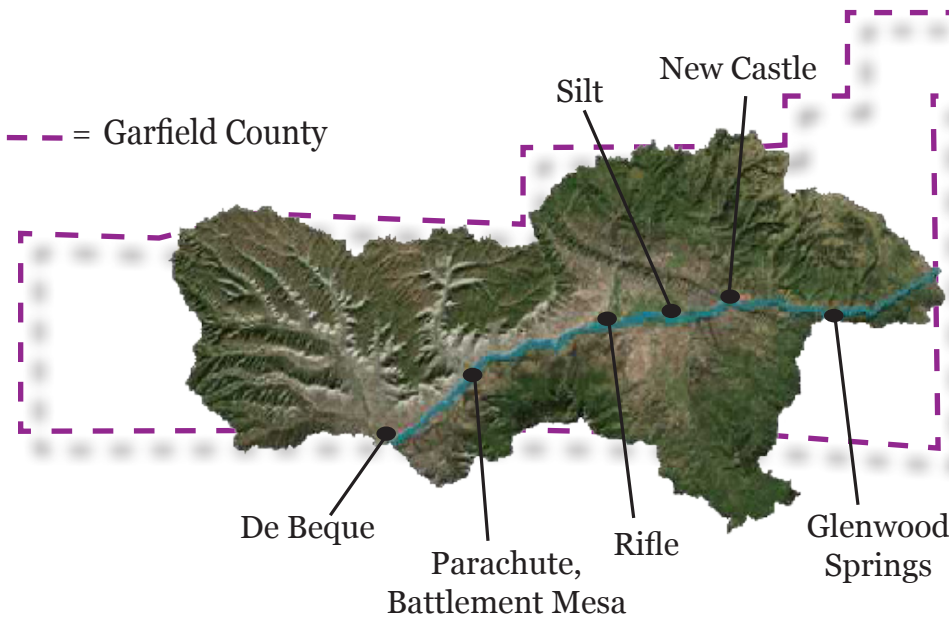 New Castle
Silt
= Garfield County
De Beque
Parachute,
Battlement Mesa
Rifle
Glenwood
Springs